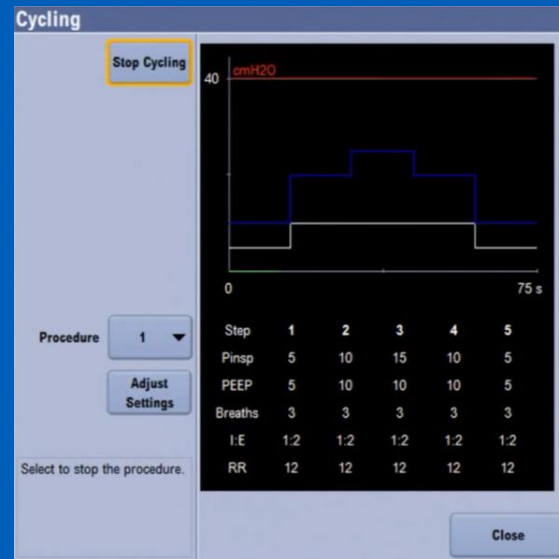 Cycling
Stop Cycling
cmH2O
40
0
75 s
Procedure
1
Adjust
Settings
Select to stop the procedure.
Step 1 2 3 4 5
Pinsp 5 10 15 10 5
PEEP 5 10 10 10 5
Breaths 3 3 3 3 3
I:E 1:2 1:2 1:2 1:2 1:2
RR 12 12 12 12 12
Close